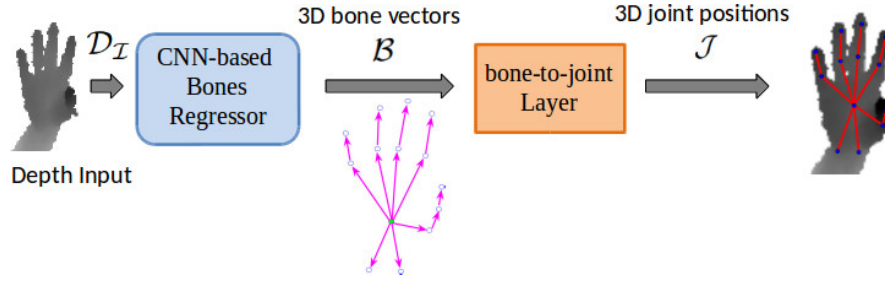 3D bone vectors
3D joint positions
𝒟_ℐ
CNN-based
Bones
Regressor
ℬ
bone-to-joint
Layer
𝒥
Depth Input